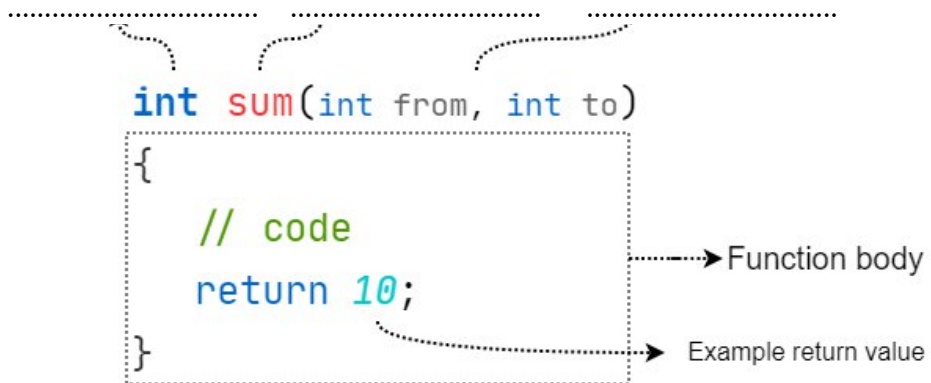 ........................................ ........................................ ........................................
int sum(int from, int to)
{
// code
return 10;
}
Function body
Example return value